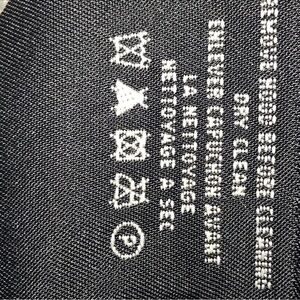 REMOVE HOOD BEFORE CLEANING
DRY CLEAN
ENLEVER CAPUCHON AVANT
LA NETTOYAGE
NETTOYAGE A SEC
P